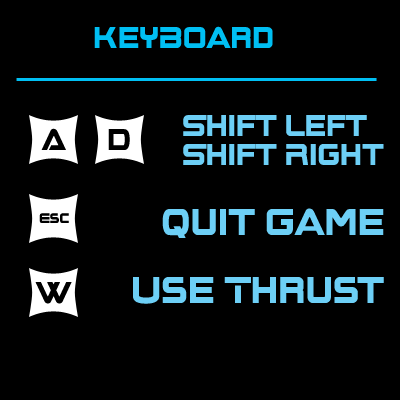 KEYBOARD
A D SHIFT LEFT
SHIFT RIGHT
ESC QUIT GAME
W USE THRUST